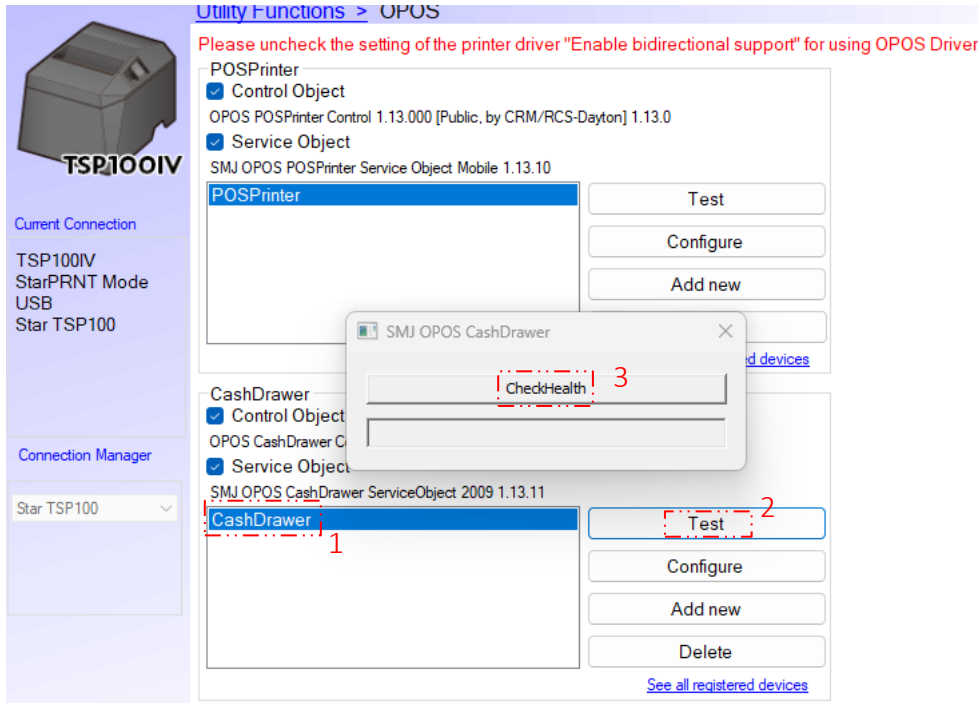 Utility Functions > OPOS
Please uncheck the setting of the printer driver "Enable bidirectional support" for using OPOS Driver
TSP100IV
Current Connection
TSP100IV
StarPRNT Mode
USB
Star TSP100
Connection Manager
Star TSP100
POSPrinter
Control Object
OPOS POSPrinter Control 1.13.000 [Public, by CRM/RCS-Dayton] 1.13.0
Service Object
SMJ OPOS POSPrinter Service Object Mobile 1.13.10
POSPrinter
Test
Configure
Add new
ed devices
SMJ OPOS CashDrawer
CheckHealth
3
CashDrawer
Control Object
OPOS CashDrawer C
Service Object
SMJ OPOS CashDrawer ServiceObject 2009 1.13.11
CashDrawer
1
Test
2
Configure
Add new
Delete
See all registered devices